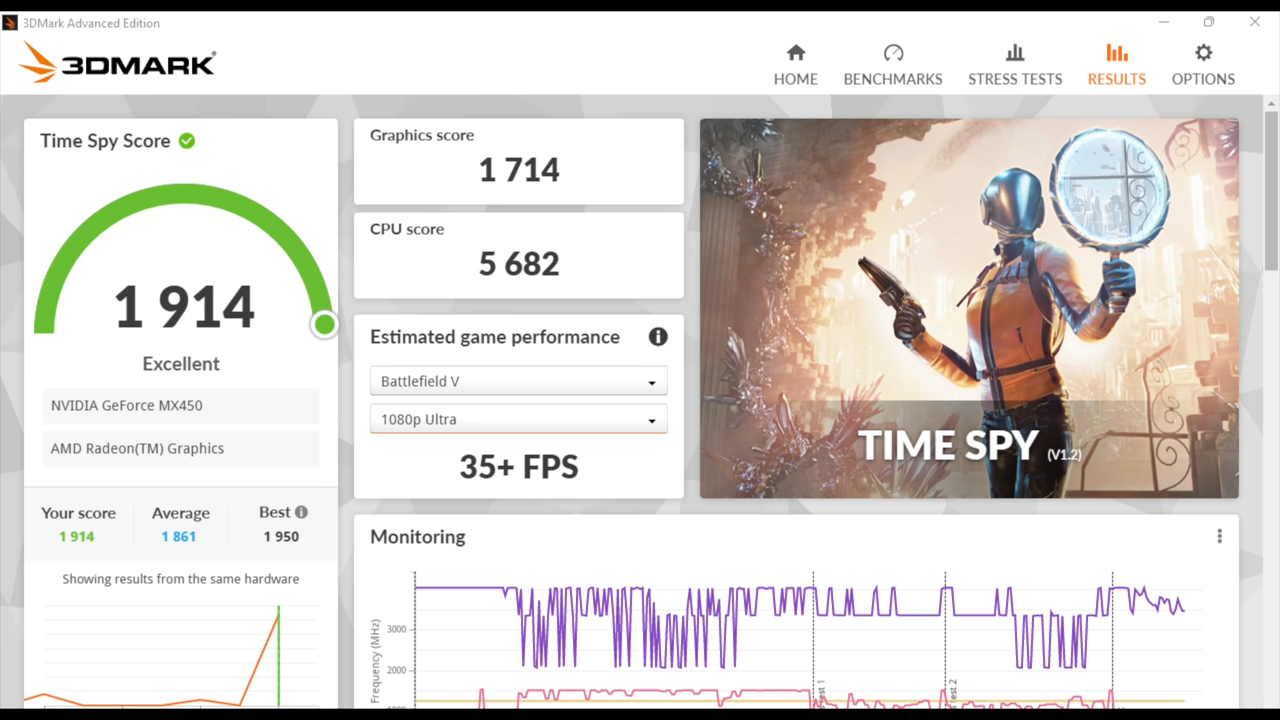 3DMark Advanced Edition
3DMARK®
HOME
BENCHMARKS
STRESS TESTS
RESULTS
OPTIONS
Time Spy Score
1 914
Excellent
NVIDIA GeForce MX450
AMD Radeon(TM) Graphics
Your score
Average
Best
1 914
1 861
1 950
Showing results from the same hardware
Graphics score
1 714
CPU score
5 682
Estimated game performance
Battlefield V
1080p Ultra
35+ FPS
TIME SPY (V1.2)
Monitoring
Frequency (MHz)
3000
2000